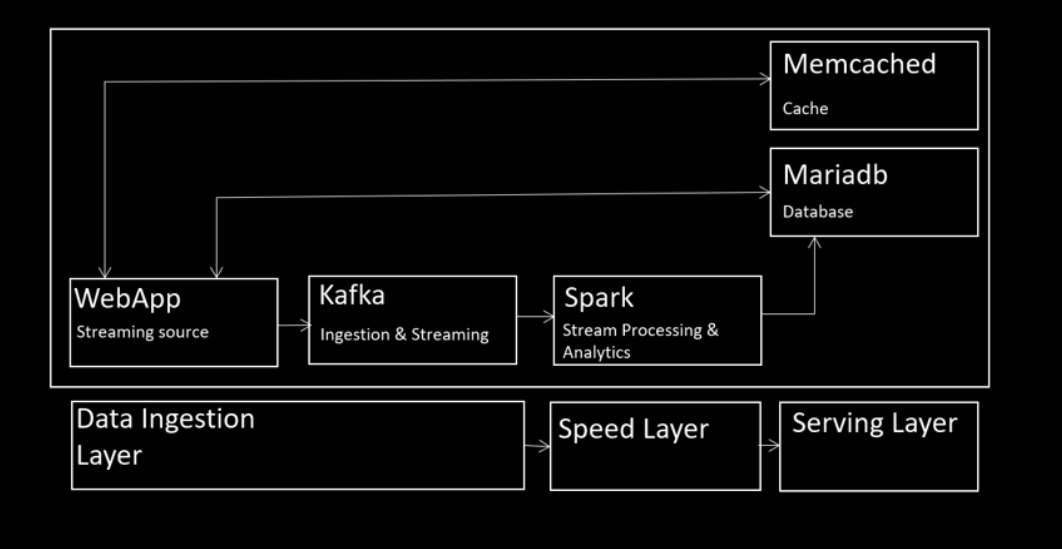 Memcached
Cache
Mariadb
Database
WebApp
Streaming source
Kafka
Ingestion & Streaming
Spark
Stream Processing &
Analytics
Data Ingestion
Layer
Speed Layer
Serving Layer